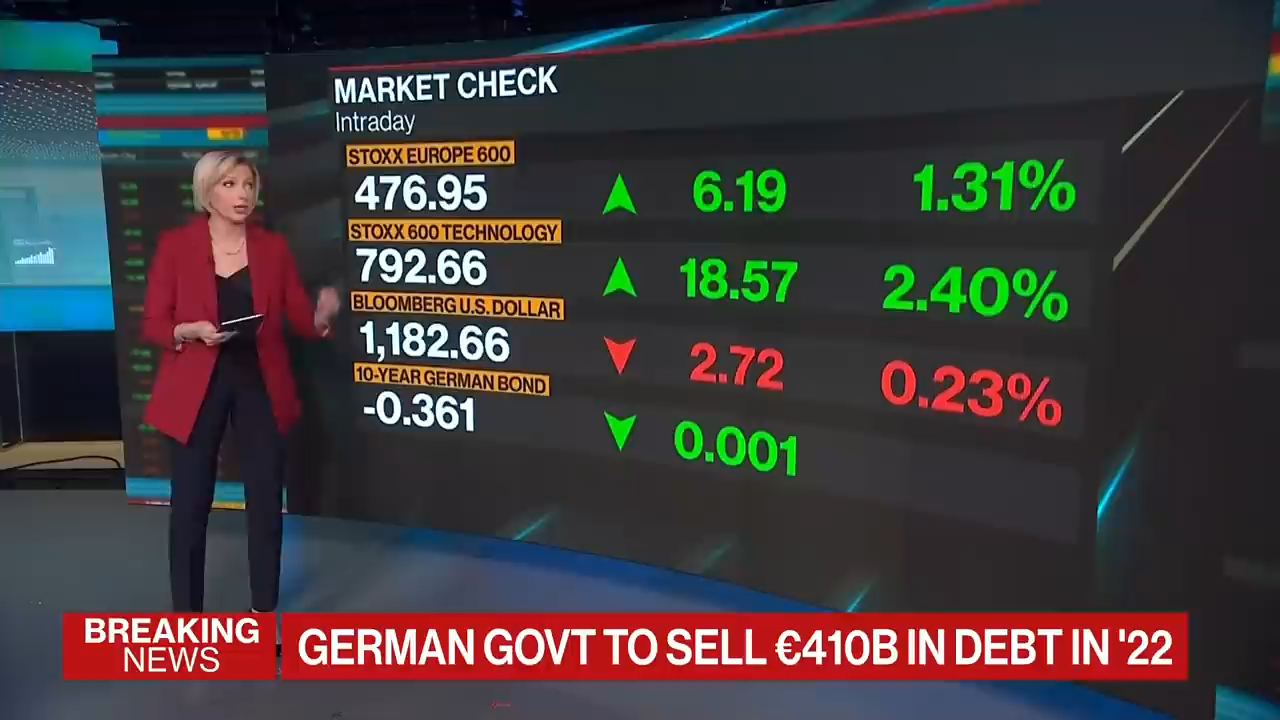 MARKET CHECK
Intraday
STOXX EUROPE 600
476.95 6.19 1.31%
STOXX 600 TECHNOLOGY
792.66 18.57 2.40%
BLOOMBERG U.S. DOLLAR
1,182.66 2.72 0.23%
10-YEAR GERMAN BOND
-0.361 0.001
BREAKING
NEWS
GERMAN GOVT TO SELL €410B IN DEBT IN '22